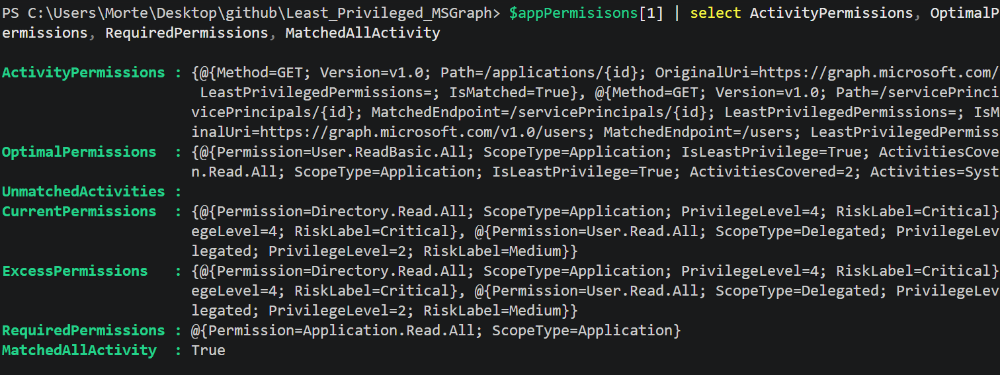 PS C:\Users\Morte\Desktop\github\Least_Privileged_MSGraph> $appPermisisons[1] | select ActivityPermissions, OptimalP
ermissions, RequiredPermissions, MatchedAllActivity
ActivityPermissions : {@{Method=GET; Version=v1.0; Path=/applications/{id}; OriginalUri=https://graph.microsoft.com/
LeastPrivilegedPermissions=; IsMatched=True}, @{Method=GET; Version=v1.0; Path=/servicePrinci
vicePrincipals/{id}; MatchedEndpoint=/servicePrincipals/{id}; LeastPrivilegedPermissions=; IsM
inalUri=https://graph.microsoft.com/v1.0/users; MatchedEndpoint=/users; LeastPrivilegedPermiss
OptimalPermissions : {@{Permission=User.ReadBasic.All; ScopeType=Application; IsLeastPrivilege=True; ActivitiesCove
n.Read.All; ScopeType=Application; IsLeastPrivilege=True; ActivitiesCovered=2; Activities=Syst
UnmatchedActivities :
CurrentPermissions : {@{Permission=Directory.Read.All; ScopeType=Application; PrivilegeLevel=4; RiskLabel=Critical}
egeLevel=4; RiskLabel=Critical}, @{Permission=User.Read.All; ScopeType=Delegated; PrivilegeLev
legated; PrivilegeLevel=2; RiskLabel=Medium}}
ExcessPermissions : {@{Permission=Directory.Read.All; ScopeType=Application; PrivilegeLevel=4; RiskLabel=Critical}
egeLevel=4; RiskLabel=Critical}, @{Permission=User.Read.All; ScopeType=Delegated; PrivilegeLev
legated; PrivilegeLevel=2; RiskLabel=Medium}}
RequiredPermissions : @{Permission=Application.Read.All; ScopeType=Application}
MatchedAllActivity : True